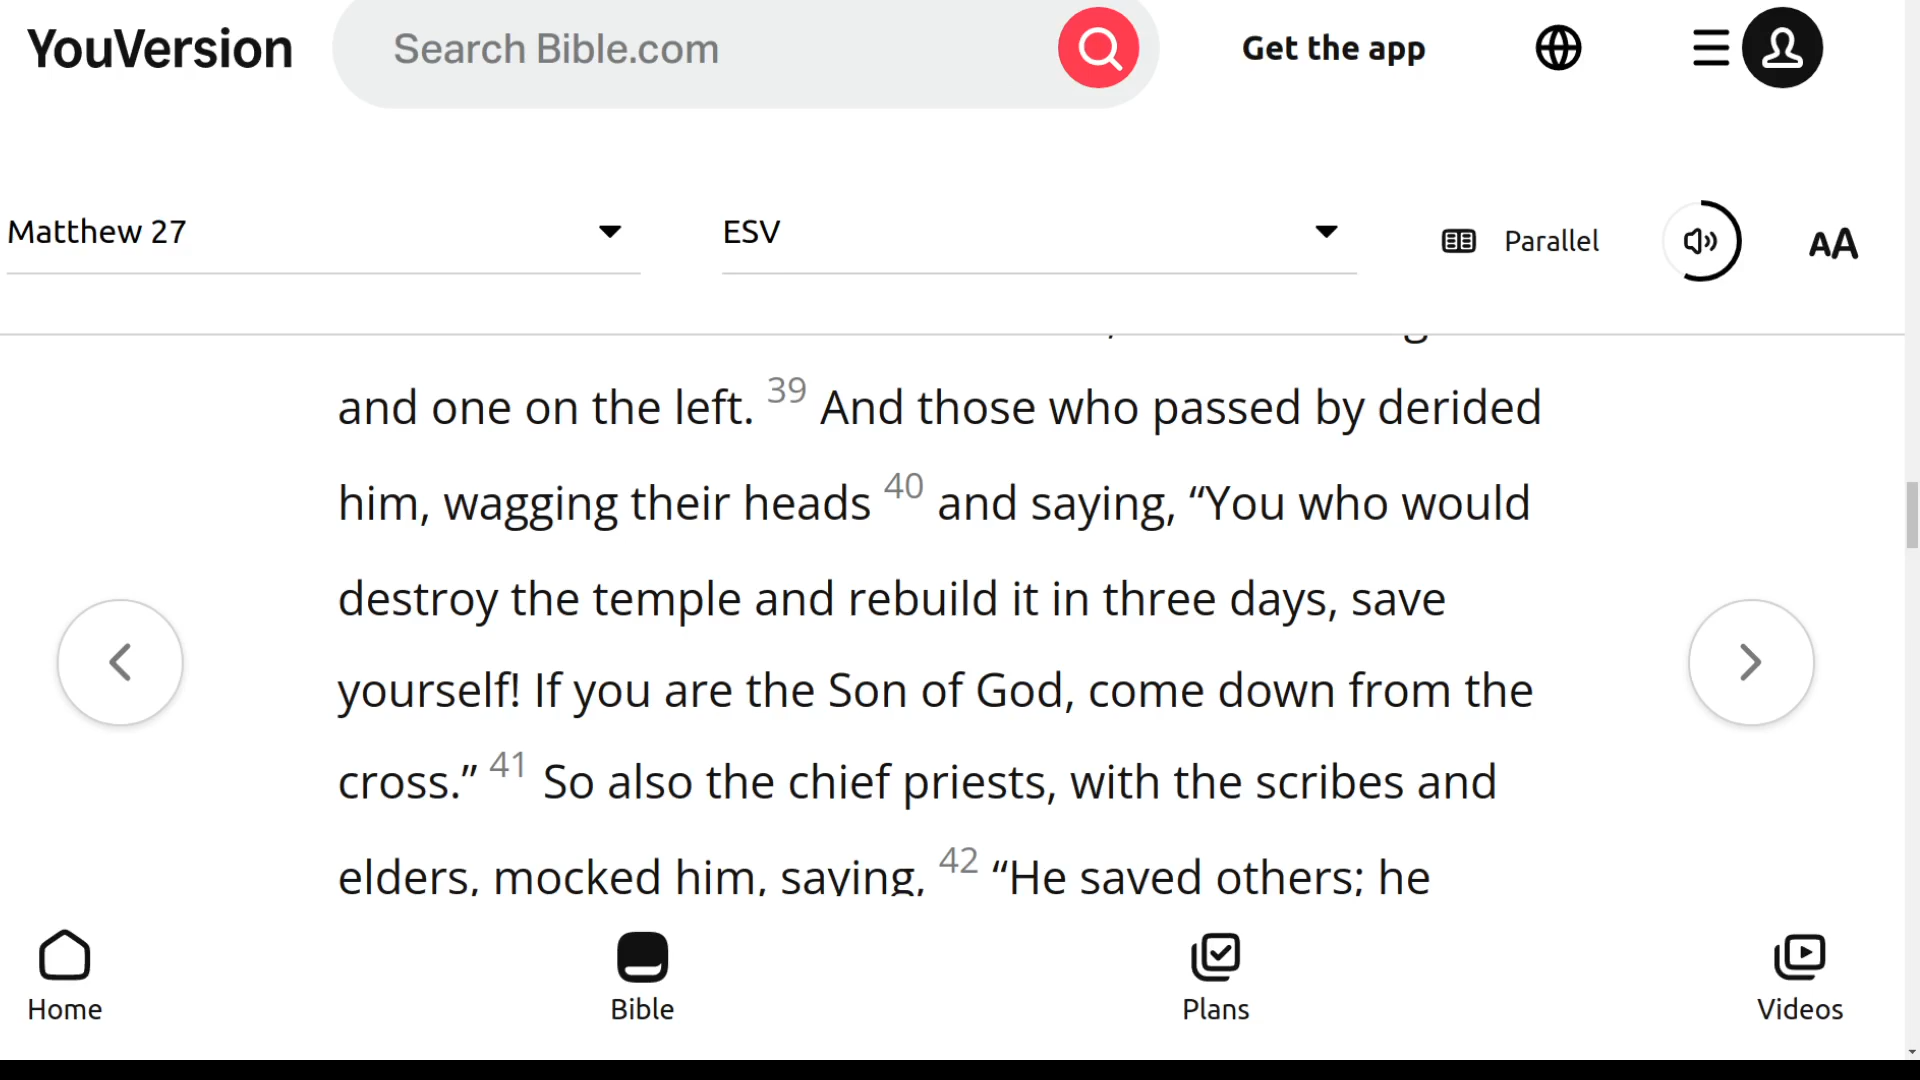 YouVersion Search Bible.com Get the app
Matthew 27 ESV Parallel AA
and one on the left. 39 And those who passed by derided
him, wagging their heads 40 and saying, “You who would
destroy the temple and rebuild it in three days, save
yourself! If you are the Son of God, come down from the
cross.” 41 So also the chief priests, with the scribes and
elders, mocked him, saying, 42 “He saved others; he
Home Bible Plans Videos